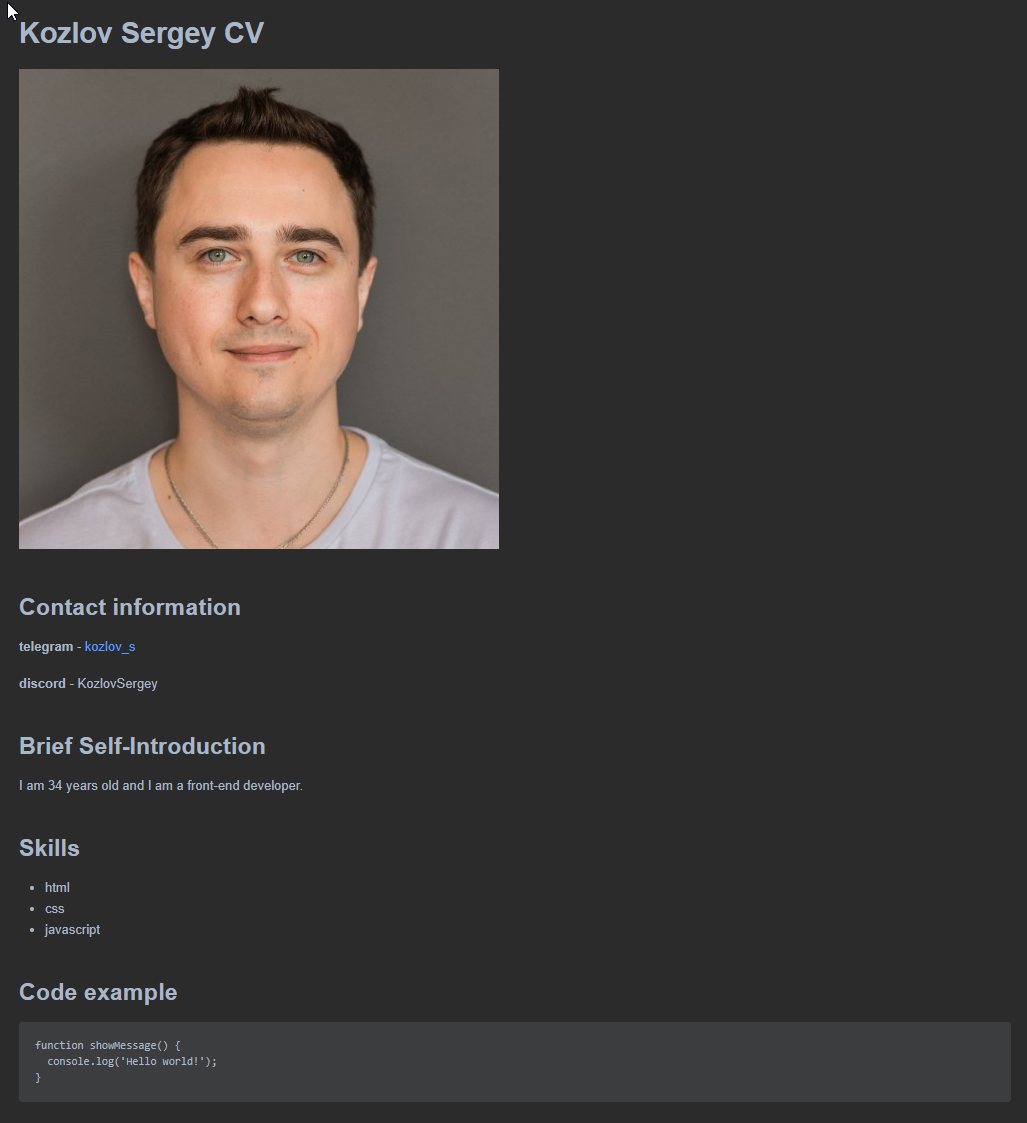 Kozlov Sergey CV
Contact information
telegram - kozlov_s
discord - KozlovSergey
Brief Self-Introduction
I am 34 years old and I am a front-end developer.
Skills
• html
• css
• javascript
Code example
function showMessage() {
  console.log('Hello world!');
}